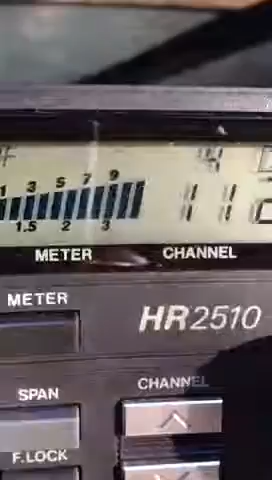 1 3 5 7 9
1.5 2 3
METER CHANNEL
METER
HR2510
CHANNEL
SPAN
F.LOCK